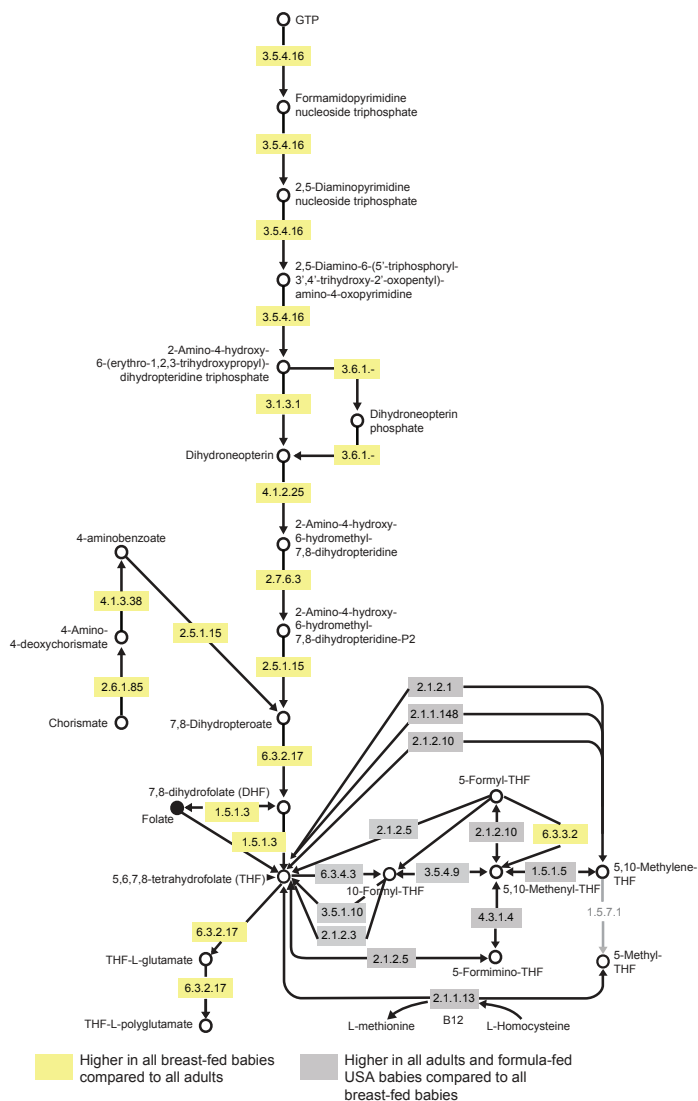 GTP
3.5.4.16
Formamidopyrimidine
nucleoside triphosphate
3.5.4.16
2,5-Diaminopyrimidine
nucleoside triphosphate
3.5.4.16
2,5-Diamino-6-(5'-triphosphoryl-
3',4'-trihydroxy-2'-oxopentyl)-
amino-4-oxopyrimidine
3.5.4.16
2-Amino-4-hydroxy-
6-(erythro-1,2,3-trihydroxypropyl)-
dihydropteridine triphosphate
3.6.1.-
3.1.3.1
Dihydroneopterin
phosphate
Dihydroneopterin
3.6.1.-
4.1.2.25
2-Amino-4-hydroxy-
6-hydromethyl-
7,8-dihydropteridine
4-aminobenzoate
2.7.6.3
4.1.3.38
2-Amino-4-hydroxy-
6-hydromethyl-
7,8-dihydropteridine-P2
4-Amino-
4-deoxychorismate
2.5.1.15
2.5.1.15
2.6.1.85
2.1.2.1
Chorismate
7,8-Dihydropteroate
2.1.1.148
2.1.2.10
6.3.2.17
5-Formyl-THF
7,8-dihydrofolate (DHF)
1.5.1.3
Folate
2.1.2.5
2.1.2.10
6.3.3.2
1.5.1.3
5,6,7,8-tetrahydrofolate (THF)
6.3.4.3
10-Formyl-THF
3.5.4.9
5,10-Methenyl-THF
1.5.1.5
5,10-Methylene-
THF
3.5.1.10
4.3.1.4
1.5.7.1
6.3.2.17
2.1.2.3
THF-L-glutamate
2.1.2.5
5-Formimino-THF
5-Methyl-
THF
6.3.2.17
2.1.1.13
THF-L-polyglutamate
L-methionine
B12
L-Homocysteine
Higher in all breast-fed babies
compared to all adults
Higher in all adults and formula-fed
USA babies compared to all
breast-fed babies